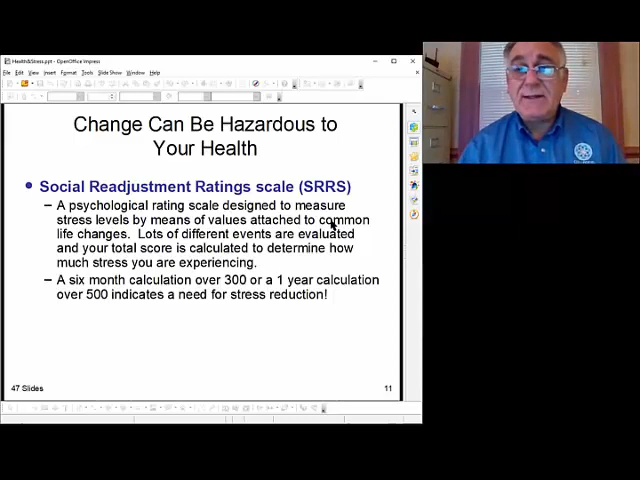 Health&Stress.ppt - OpenOffice Impress
File Edit View Insert Format Tools Slide Show Window Help
Change Can Be Hazardous to
Your Health
• Social Readjustment Ratings scale (SRRS)
– A psychological rating scale designed to measure
stress levels by means of values attached to common
life changes. Lots of different events are evaluated
and your total score is calculated to determine how
much stress you are experiencing.
– A six month calculation over 300 or a 1 year calculation
over 500 indicates a need for stress reduction!
47 Slides
11